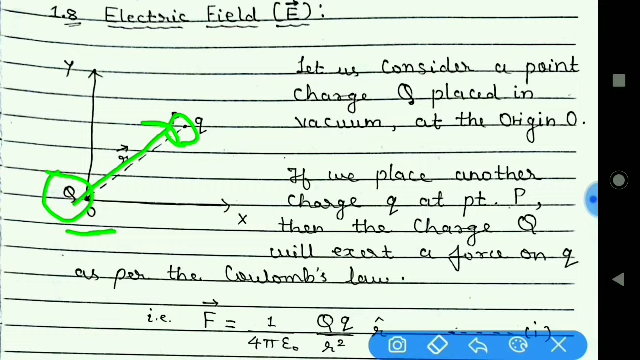 1.8 Electric Field (E⃗):
Y
Let us consider a point
charge Q placed in
q
vacuum, at the origin O.
r⃗
If we place another
Q
charge q at pt. P,
O
X
then the charge Q
will exert a force on q
as per the Coulomb's law.
i.e. F⃗ = 1/4πε₀ Qq/r² r̂ ------ (i)